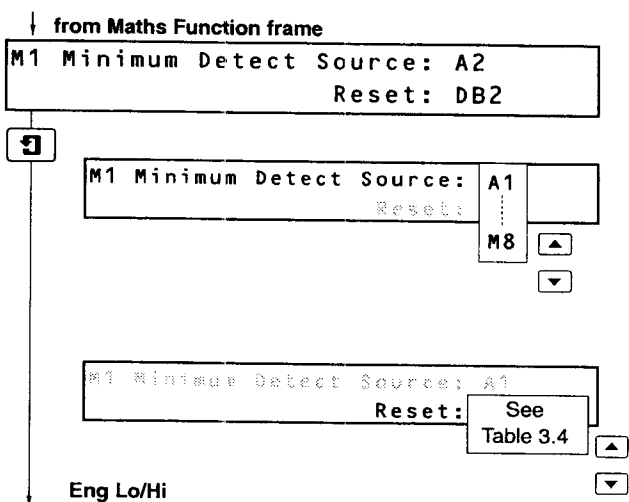 from Maths Function frame
M1 Minimum Detect Source: A2
Reset: DB2
M1 Minimum Detect Source: A1
Reset:
M8
M1 Minimum Detect Source: A1
Reset: See
Table 3.4
Eng Lo/Hi